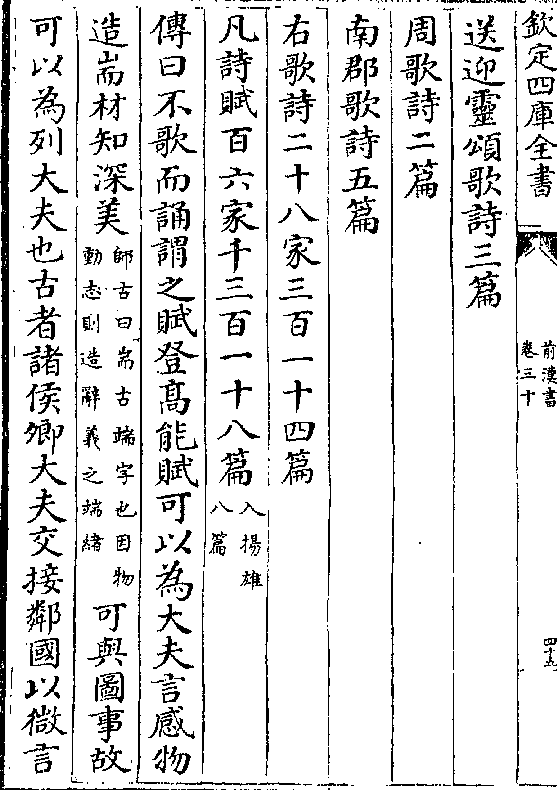 欽定四庫全書
前漢書
卷三十
四十五
送迎靈頌歌詩三篇
周歌詩二篇
南郡歌詩五篇
右歌詩二十八家三百一十四篇
凡詩賦百六家千三百一十八篇入揚雄
八篇
傳曰不歌而誦謂之賦登髙能賦可以為大夫言感物
造耑材知深美師古曰耑古端字也因物
動志則造辭義之端緒可與圖事故
可以為列大夫也古者諸侯卿大夫交接鄰國以微言